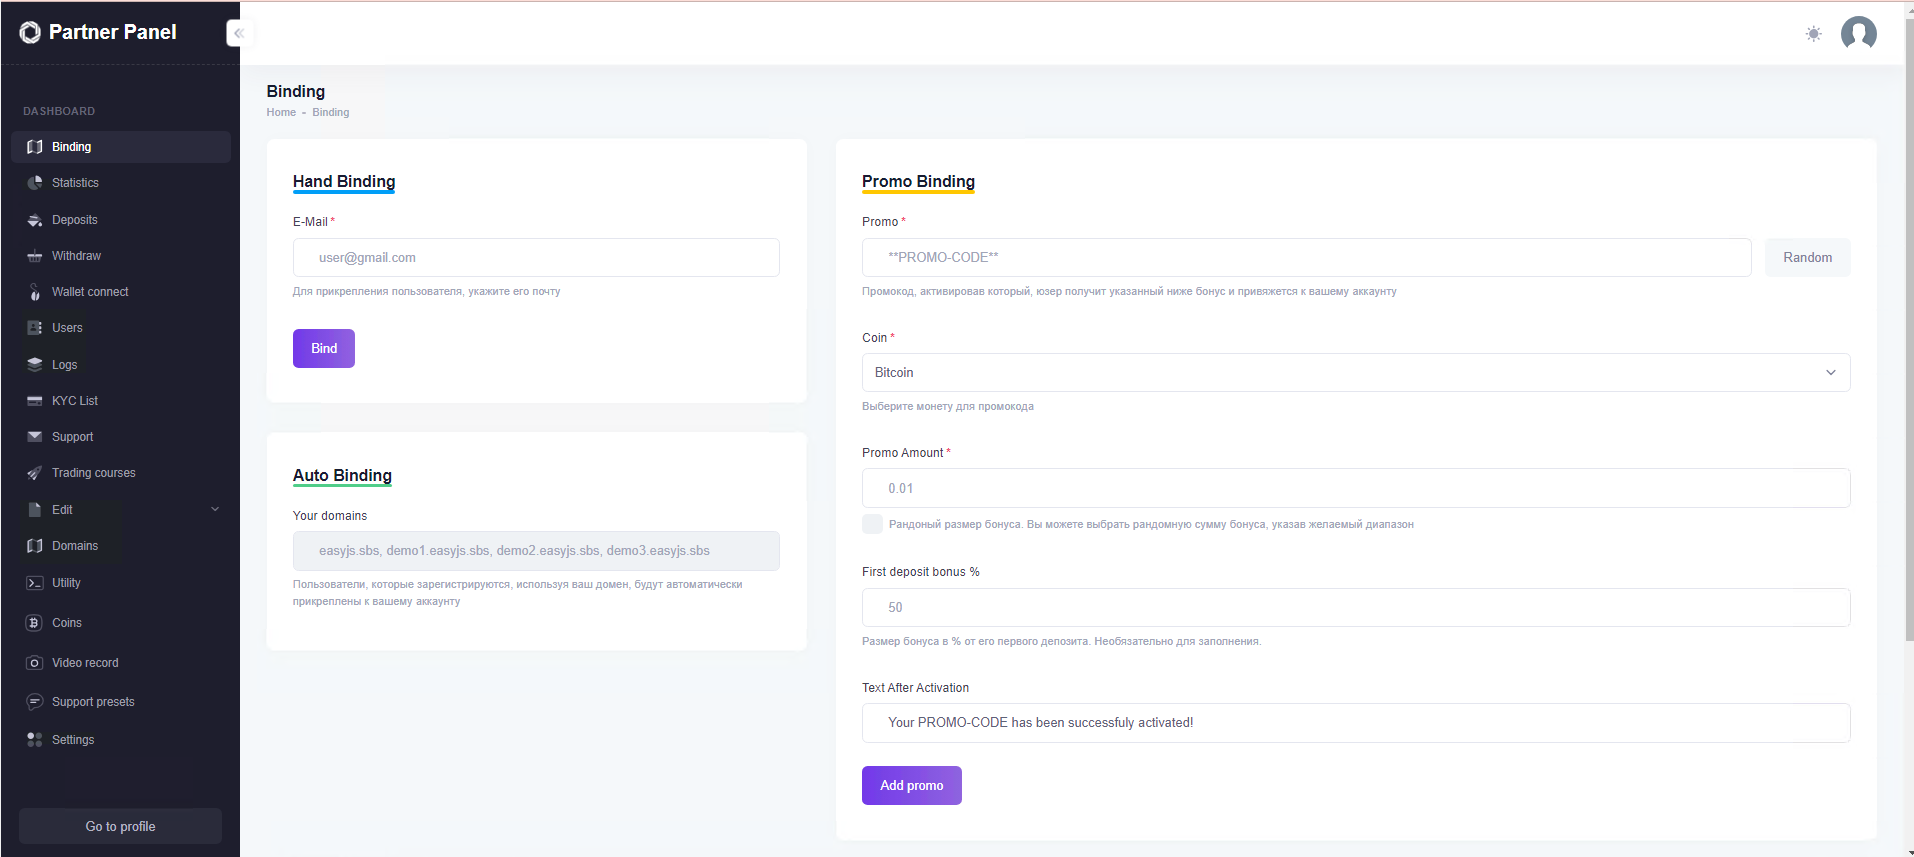 Partner Panel
DASHBOARD
Binding
Statistics
Deposits
Withdraw
Wallet connect
Users
Logs
KYC List
Support
Trading courses
Edit
Domains
Utility
Coins
Video record
Support presets
Settings
Go to profile
Binding
Home - Binding
Hand Binding
E-Mail *
user@gmail.com
Для прикрепления пользователя, укажите его почту
Bind
Auto Binding
Your domains
easyjs.sbs, demo1.easyjs.sbs, demo2.easyjs.sbs, demo3.easyjs.sbs
Пользователи, которые зарегистрируются, используя ваш домен, будут автоматически
прикреплены к вашему аккаунту
Promo Binding
Promo *
**PROMO-CODE**
Random
Промокод, активировав который, юзер получит указанный ниже бонус и привяжется к вашему аккаунту
Coin *
Bitcoin
Выберите монету для промокода
Promo Amount *
0.01
Рандоный размер бонуса. Вы можете выбрать рандомную сумму бонуса, указав желаемый диапазон
First deposit bonus %
50
Размер бонуса в % от его первого депозита. Необязательно для заполнения.
Text After Activation
Your PROMO-CODE has been successfuly activated!
Add promo